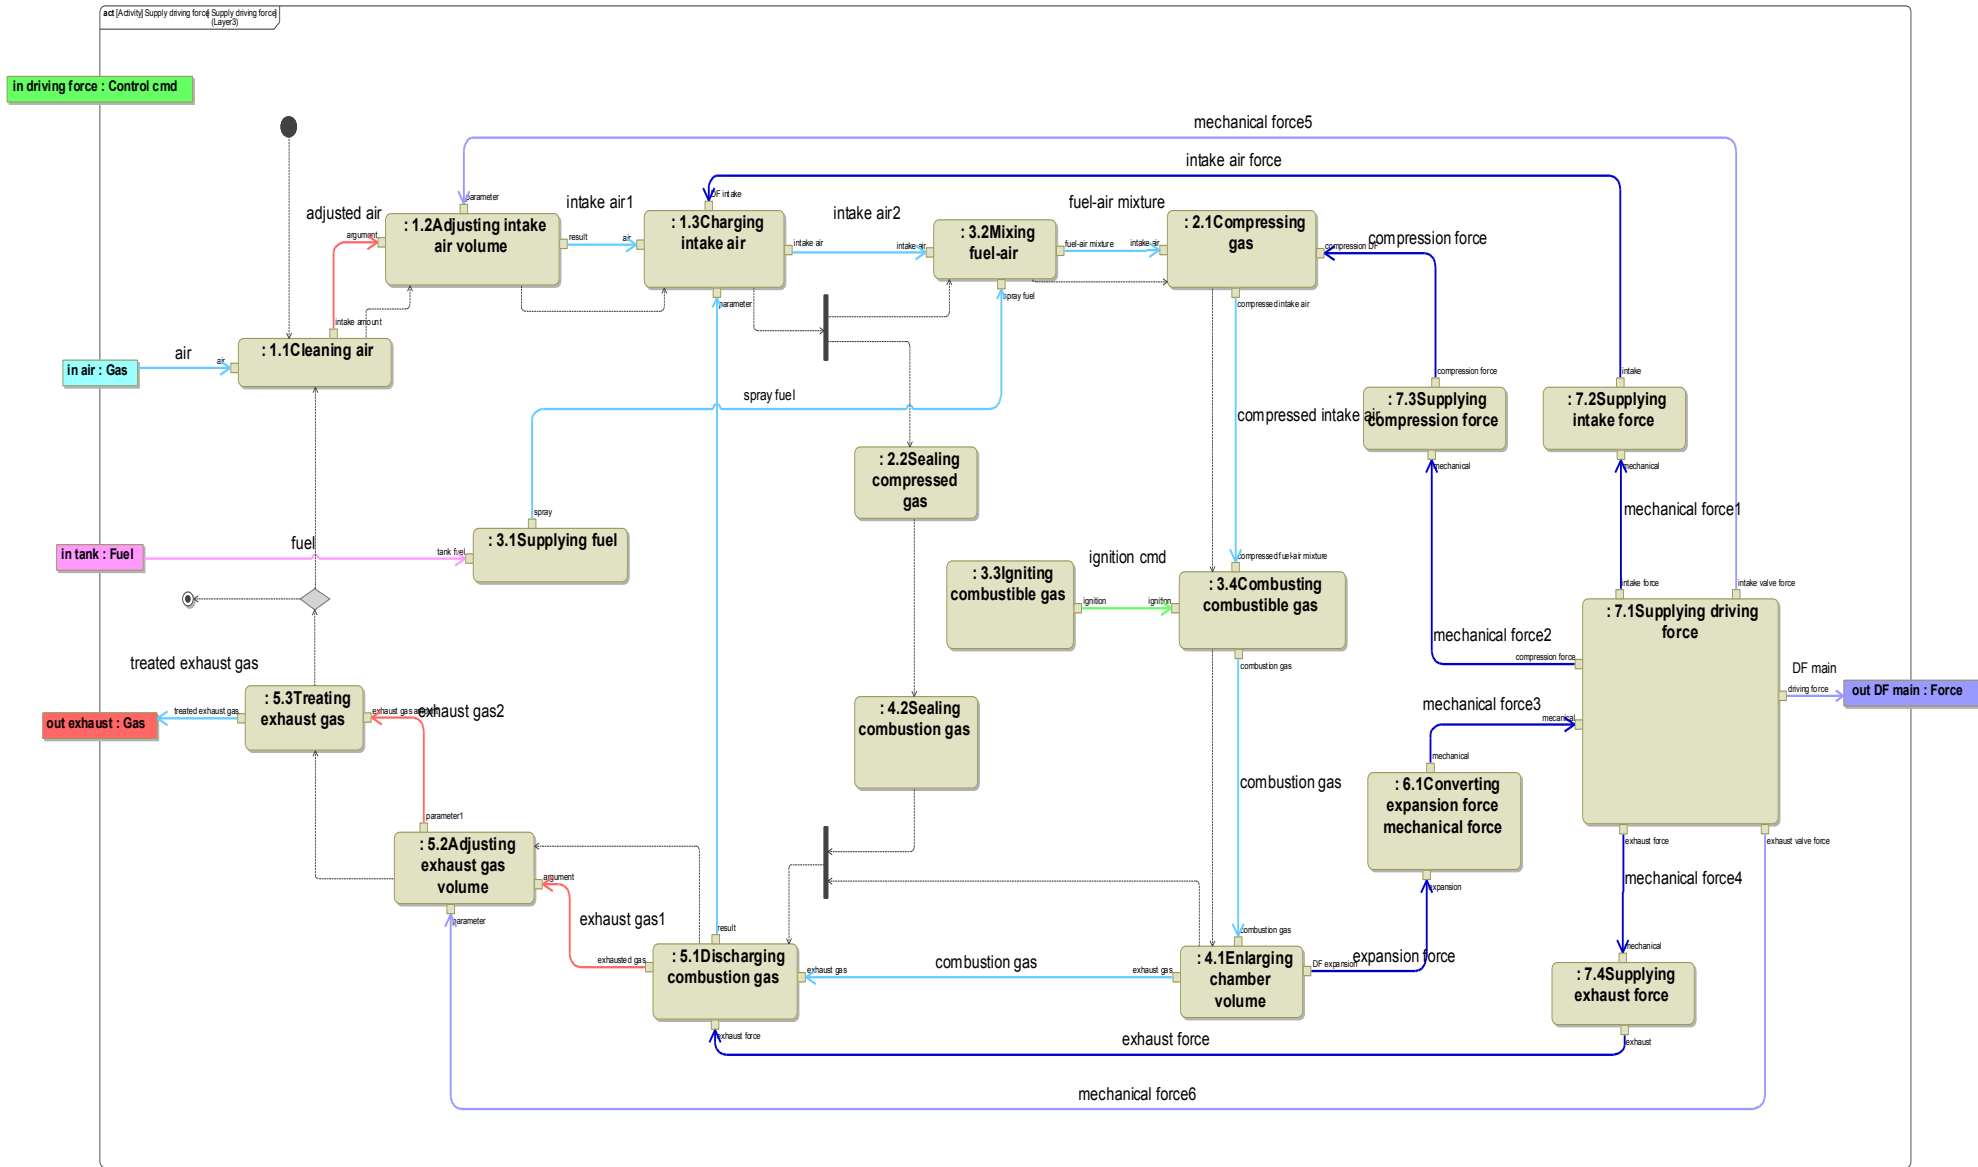 act [Activity] Supply driving force[ Supply driving force]
(Layer3)
in driving force : Control cmd
mechanical force5
intake air force
parameter
DF intake
adjusted air
intake air1
intake air2
fuel-air mixture
argument
: 1.2Adjusting intake
air volume
result
air
: 1.3Charging
intake air
intake air
intake air
: 3.2Mixing
fuel-air
fuel-air mixture
intake air
: 2.1Compressing
gas
compression DF
compression force
parameter
spray fuel
compressed intake air
intake amount
: 1.1Cleaning air
air
air
in air : Gas
spray fuel
compressed intake air
compression force
: 7.3Supplying
compression force
mechanical
intake
: 7.2Supplying
intake force
mechanical
: 2.2Sealing
compressed
gas
mechanical force1
spray
: 3.1Supplying fuel
fuel
tank fuel
in tank : Fuel
ignition cmd
: 3.3Igniting
combustible gas
ignition
ignition
compressed fuel-air mixture
: 3.4Combusting
combustible gas
combustion gas
intake force
intake valve force
: 7.1Supplying driving
force
mechanical force2
compression force
DF main
driving force
out DF main : Force
treated exhaust gas
: 5.3Treating
exhaust gas
treated exhaust gas
out exhaust : Gas
exhaust gas2
: 4.2Sealing
combustion gas
mechanical force3
mecanical
mechanical
combustion gas
: 6.1Converting
expansion force
mechanical force
expansion
parameter1
: 5.2Adjusting
exhaust gas
volume
argument
parameter
exhaust force
exhaust valve force
mechanical force4
mechanical
exhaust gas1
result
exhausted gas
: 5.1Discharging
combustion gas
exhaust gas
combustion gas
exhaust gas
combustion gas
: 4.1Enlarging
chamber
volume
DF expansion
expansion force
: 7.4Supplying
exhaust force
exhaust force
exhaust force
exhaust
mechanical force6